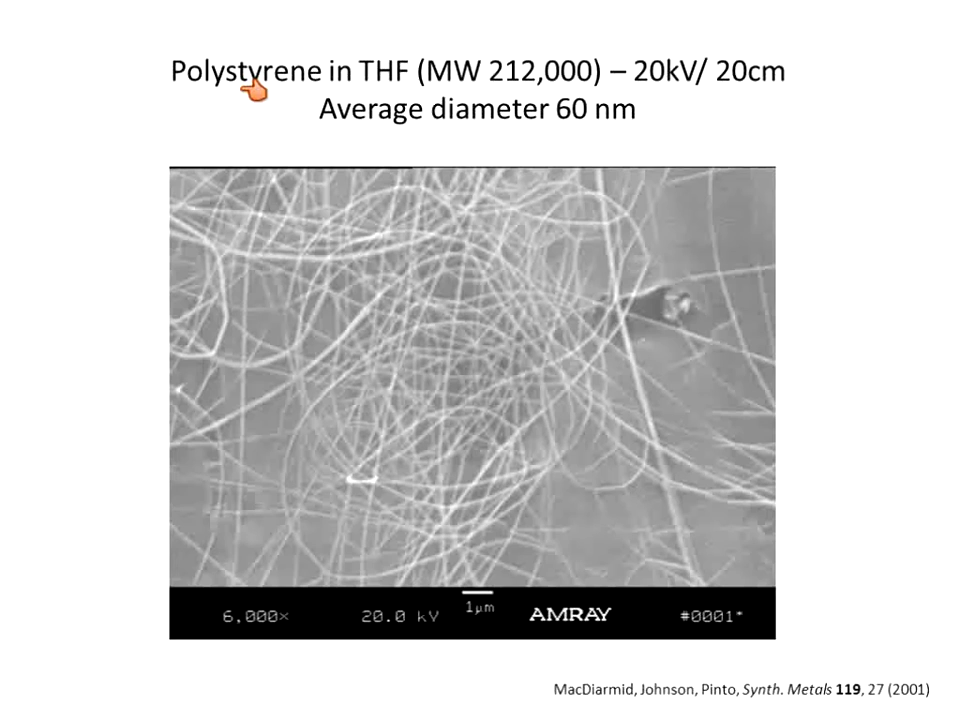 Polystyrene in THF (MW 212,000) – 20kV/ 20cm
Average diameter 60 nm
6,000× 20.0 kV 1μm AMRAY #0001*
MacDiarmid, Johnson, Pinto, Synth. Metals 119, 27 (2001)